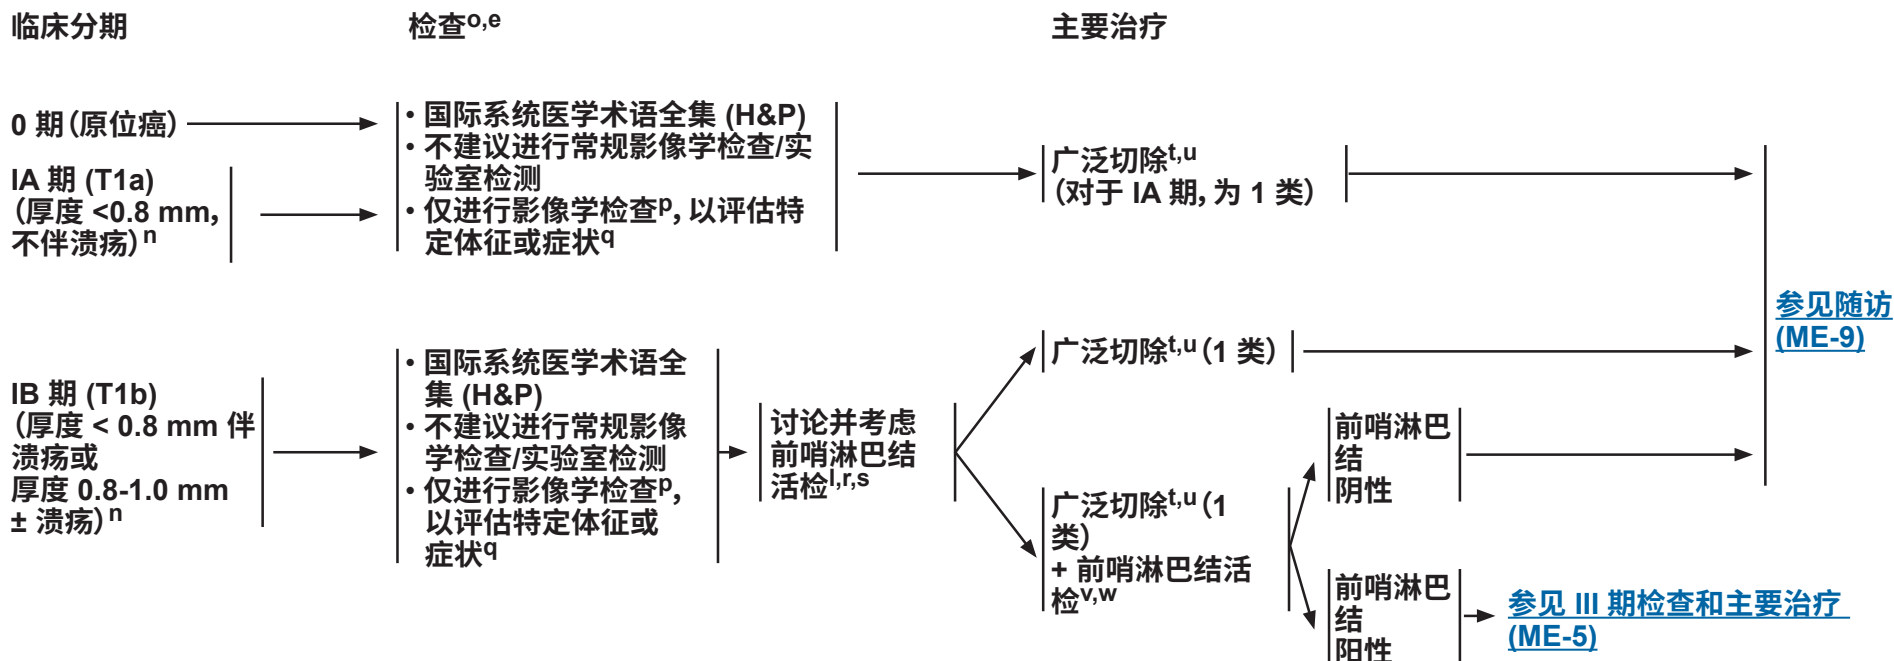 临床分期
检查o,e
主要治疗
0 期（原位癌）
IA 期 (T1a)
（厚度 <0.8 mm，
不伴溃疡）n
• 国际系统医学术语全集 (H&P)
• 不建议进行常规影像学检查/实
验室检测
• 仅进行影像学检查p，以评估特
定体征或症状q
广泛切除t,u
（对于 IA 期，为 1 类）
参见随访
(ME-9)
IB 期 (T1b)
（厚度 < 0.8 mm 伴
溃疡或
厚度 0.8-1.0 mm
± 溃疡）n
• 国际系统医学术语全
集 (H&P)
• 不建议进行常规影像
学检查/实验室检测
• 仅进行影像学检查p，
以评估特定体征或
症状q
讨论并考虑
前哨淋巴结
活检l,r,s
广泛切除t,u（1 类）
广泛切除t,u（1
类）
+ 前哨淋巴结活
检v,w
前哨淋巴
结
阴性
前哨淋巴
结
阳性
参见 III 期检查和主要治疗
(ME-5)